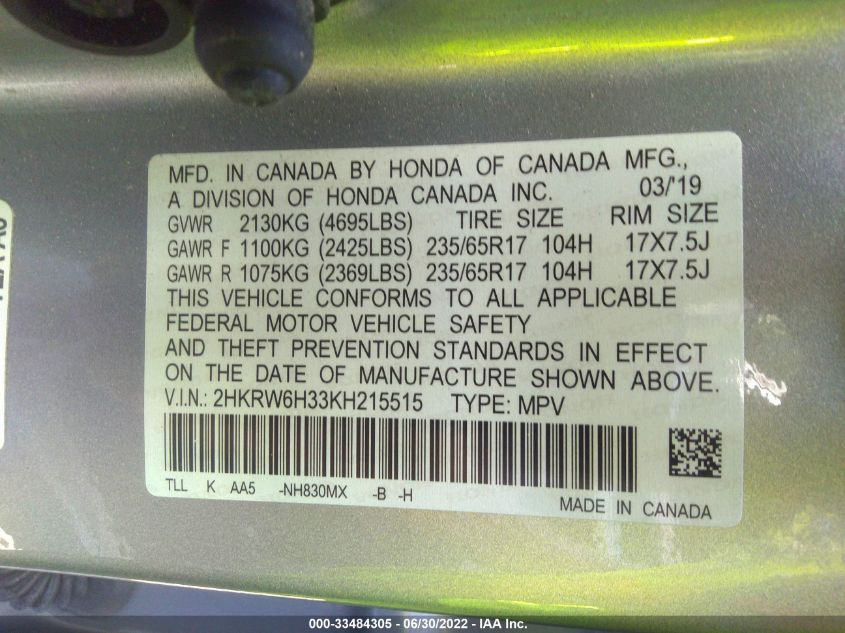 MFD. IN CANADA BY HONDA OF CANADA MFG.,
A DIVISION OF HONDA CANADA INC. 03/'19
GVWR 2130KG (4695LBS) TIRE SIZE RIM SIZE
GAWR F 1100KG (2425LBS) 235/65R17 104H 17X7.5J
GAWR R 1075KG (2369LBS) 235/65R17 104H 17X7.5J
THIS VEHICLE CONFORMS TO ALL APPLICABLE
FEDERAL MOTOR VEHICLE SAFETY
AND THEFT PREVENTION STANDARDS IN EFFECT
ON THE DATE OF MANUFACTURE SHOWN ABOVE.
V.I.N.: 2HKRW6H33KH215515 TYPE: MPV
TLL K AA5 -NH830MX -B -H
MADE IN CANADA
000-33484305 - 06/30/2022 - IAA Inc.